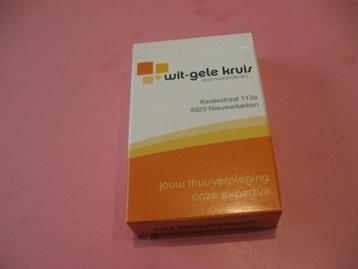 wit-gele kruis
oost-vlaanderen
Kwalestraat 113a
9320 Nieuwerkerken
jouw thuisverpleging
onze expertise